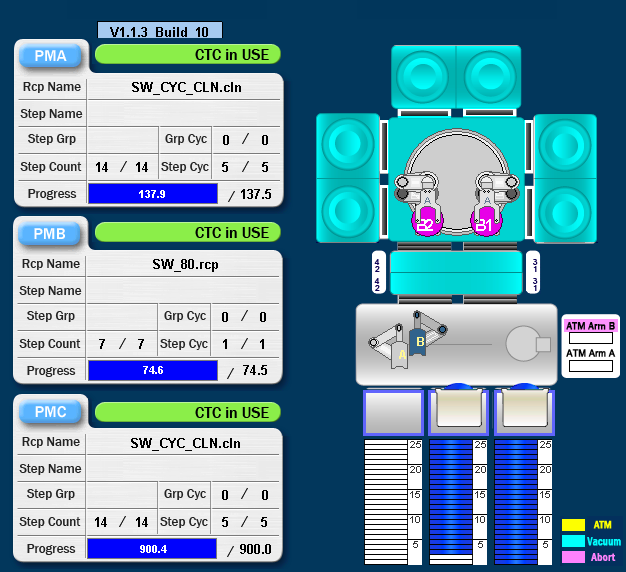 V1.1.3 Build 10
PMA
CTC in USE
Rcp Name SW_CYC_CLN.cln
Step Name
Step Grp Grp Cyc 0 / 0
Step Count 14 / 14 Step Cyc 5 / 5
Progress 137.9 / 137.5
PMB
CTC in USE
Rcp Name SW_80.rcp
Step Name
Step Grp Grp Cyc 0 / 0
Step Count 7 / 7 Step Cyc 1 / 1
Progress 74.6 / 74.5
PMC
CTC in USE
Rcp Name SW_CYC_CLN.cln
Step Name
Step Grp Grp Cyc 0 / 0
Step Count 14 / 14 Step Cyc 5 / 5
Progress 900.4 / 900.0
B2 B1
4 3
2 1
4 3
2 1
A B
ATM Arm B
ATM Arm A
25 25 25
20 20 20
15 15 15
10 10 10
5 5 5
ATM
Vacuum
Abort